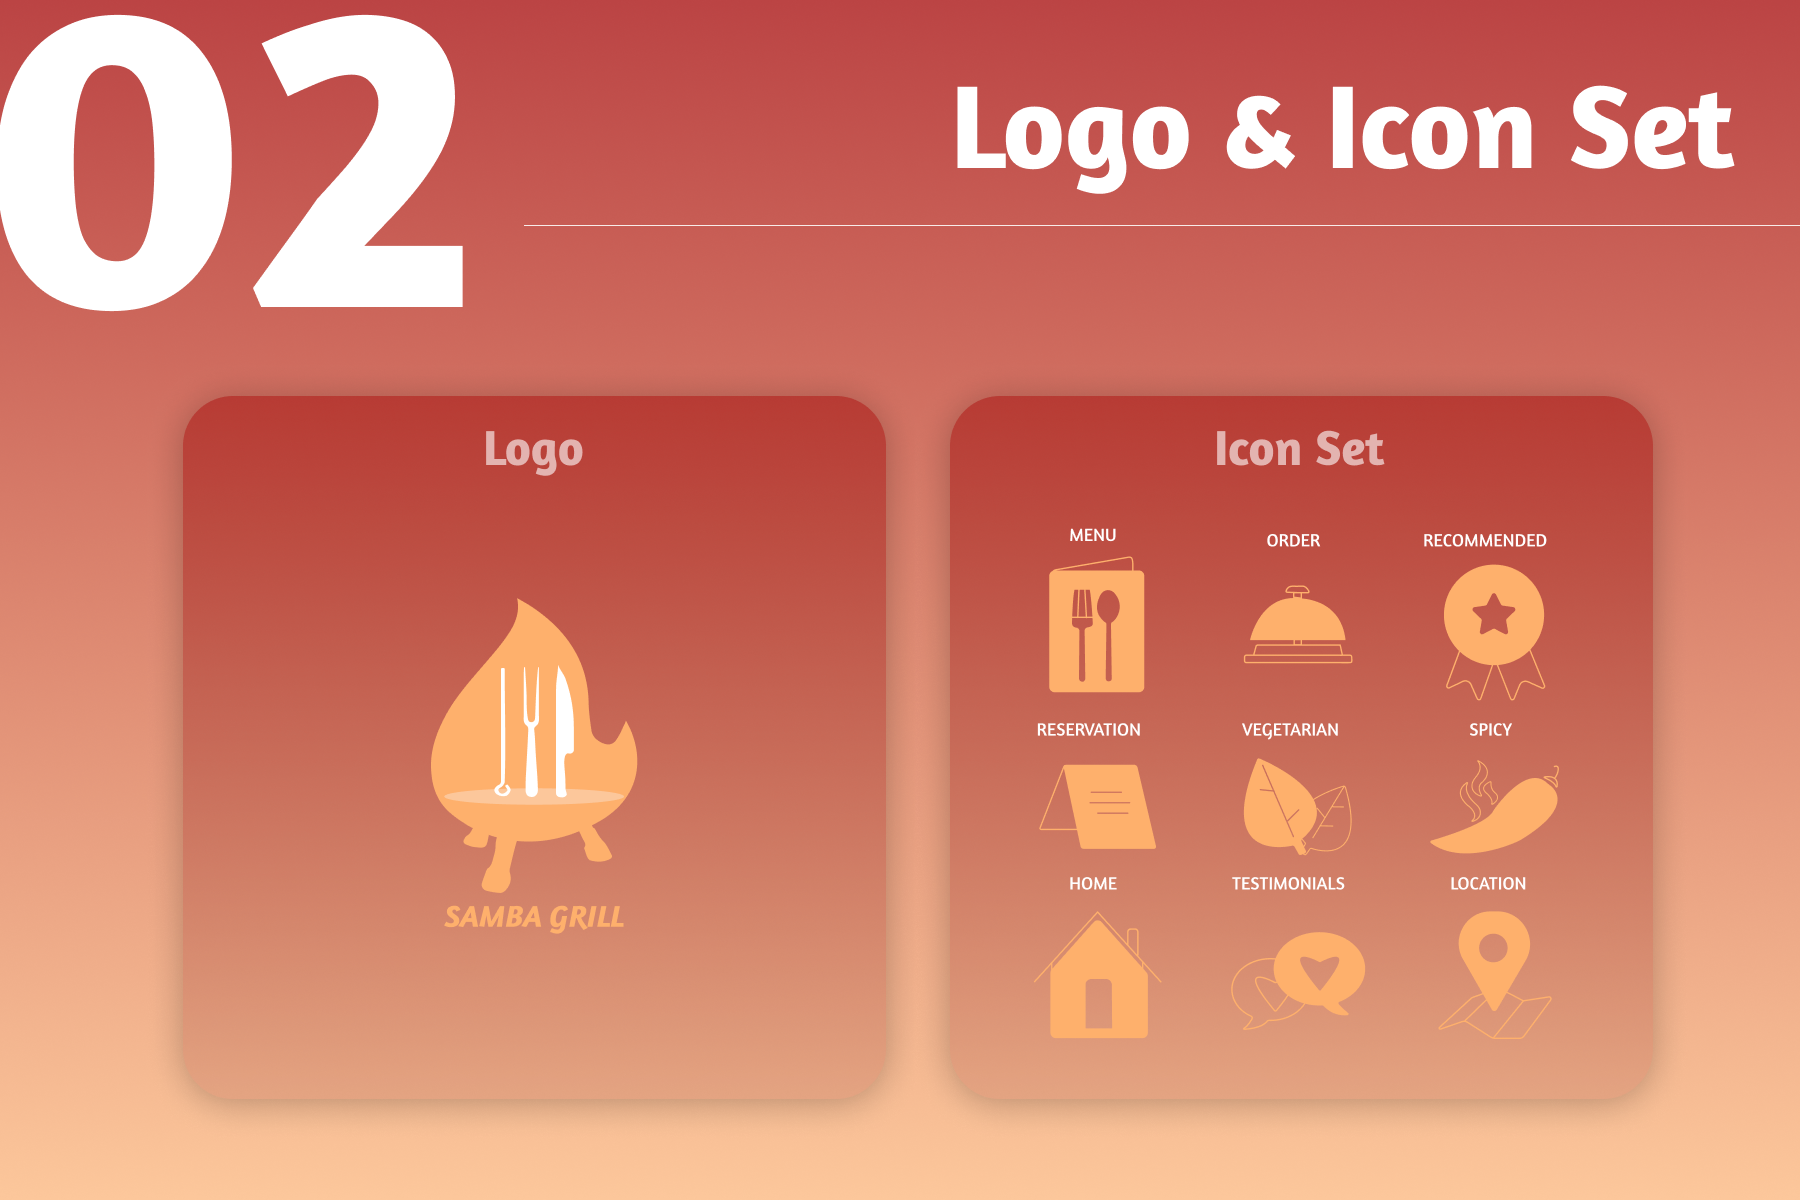 02
Logo & Icon Set
Logo
SAMBA GRILL
Icon Set
MENU
ORDER
RECOMMENDED
RESERVATION
VEGETARIAN
SPICY
HOME
TESTIMONIALS
LOCATION